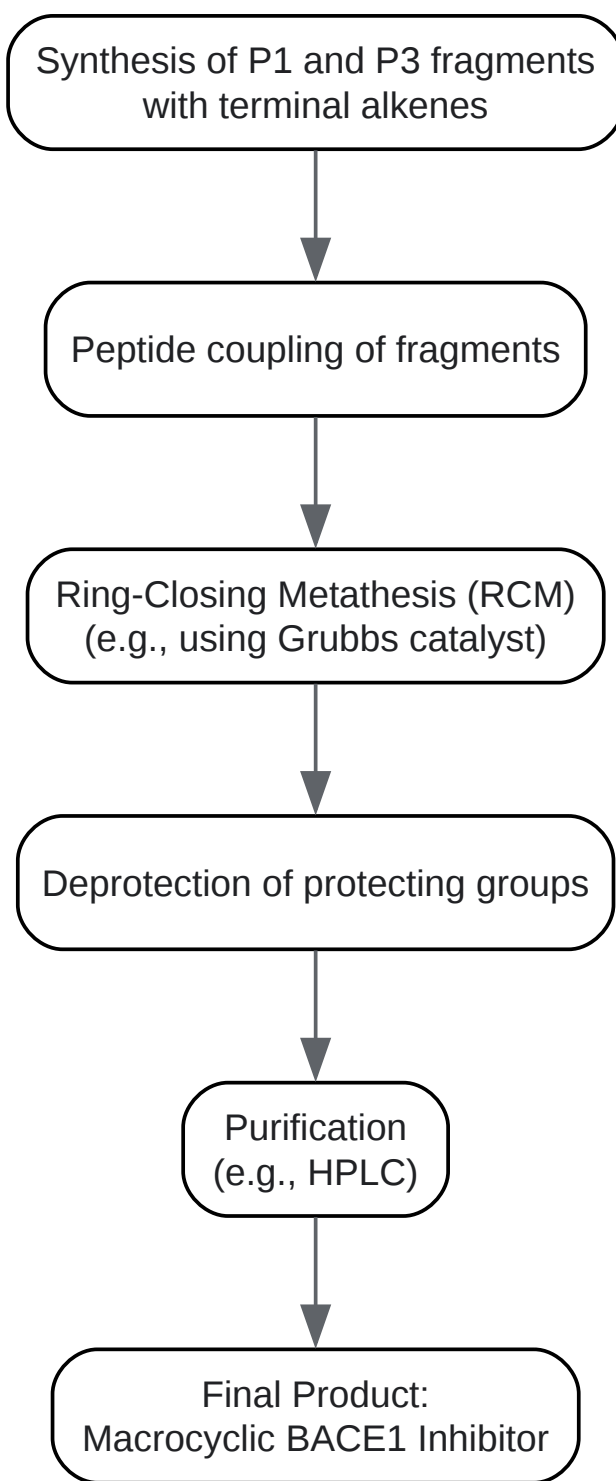 Synthesis of P1 and P3 fragments
with terminal alkenes
Peptide coupling of fragments
Ring-Closing Metathesis (RCM)
(e.g., using Grubbs catalyst)
Deprotection of protecting groups
Purification
(e.g., HPLC)
Final Product:
Macrocyclic BACE1 Inhibitor